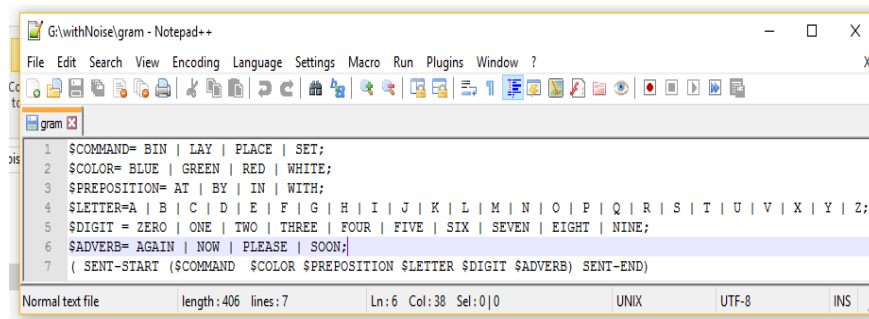 G:\withNoise\gram - Notepad++
File Edit Search View Encoding Language Settings Macro Run Plugins Window ? X
gram
1 $COMMAND= BIN | LAY | PLACE | SET;
2 $COLOR= BLUE | GREEN | RED | WHITE;
3 $PREPOSITION= AT | BY | IN | WITH;
4 $LETTER=A | B | C | D | E | F | G | H | I | J | K | L | M | N | O | P | Q | R | S | T | U | V | X | Y | Z;
5 $DIGIT = ZERO | ONE | TWO | THREE | FOUR | FIVE | SIX | SEVEN | EIGHT | NINE;
6 $ADVERB= AGAIN | NOW | PLEASE | SOON;
7 ( SENT-START ($COMMAND  $COLOR $PREPOSITION $LETTER $DIGIT $ADVERB) SENT-END)
Normal text file length : 406 lines : 7 Ln : 6 Col : 38 Sel : 0 | 0 UNIX UTF-8 INS